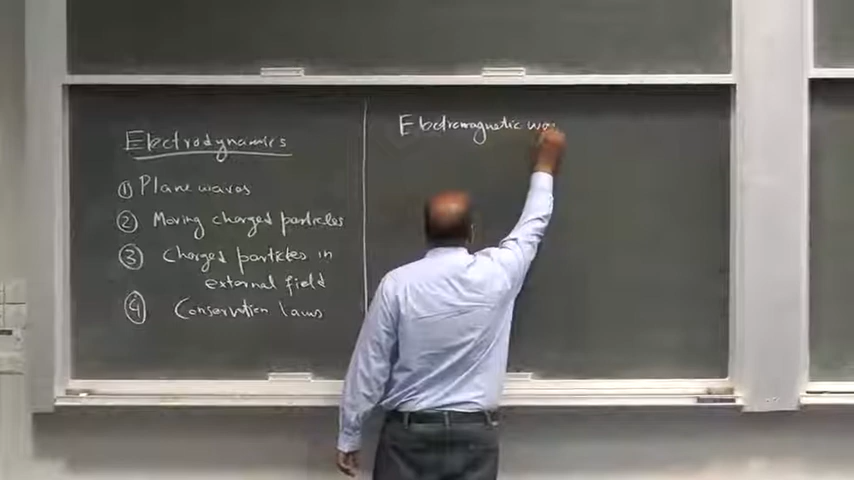 Electrodynamics
① Plane waves
② Moving charged particles
③ Charged particles in
external field
④ Conservation laws
Electromagnetic wa